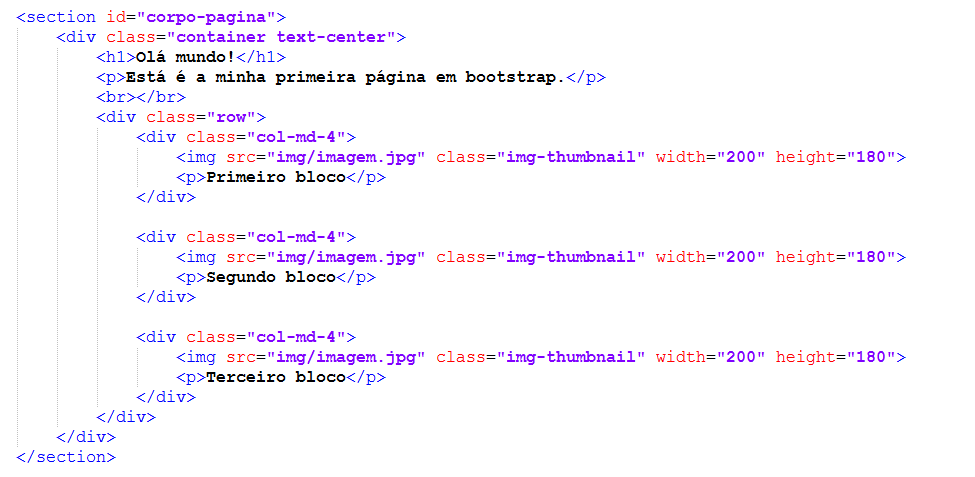 <section id="corpo-pagina">
<div class="container text-center">
<h1>Olá mundo!</h1>
<p>Está é a minha primeira página em bootstrap.</p>
<br></br>
<div class="row">
<div class="col-md-4">
<img src="img/imagem.jpg" class="img-thumbnail" width="200" height="180">
<p>Primeiro bloco</p>
</div>
<div class="col-md-4">
<img src="img/imagem.jpg" class="img-thumbnail" width="200" height="180">
<p>Segundo bloco</p>
</div>
<div class="col-md-4">
<img src="img/imagem.jpg" class="img-thumbnail" width="200" height="180">
<p>Terceiro bloco</p>
</div>
</div>
</div>
</section>